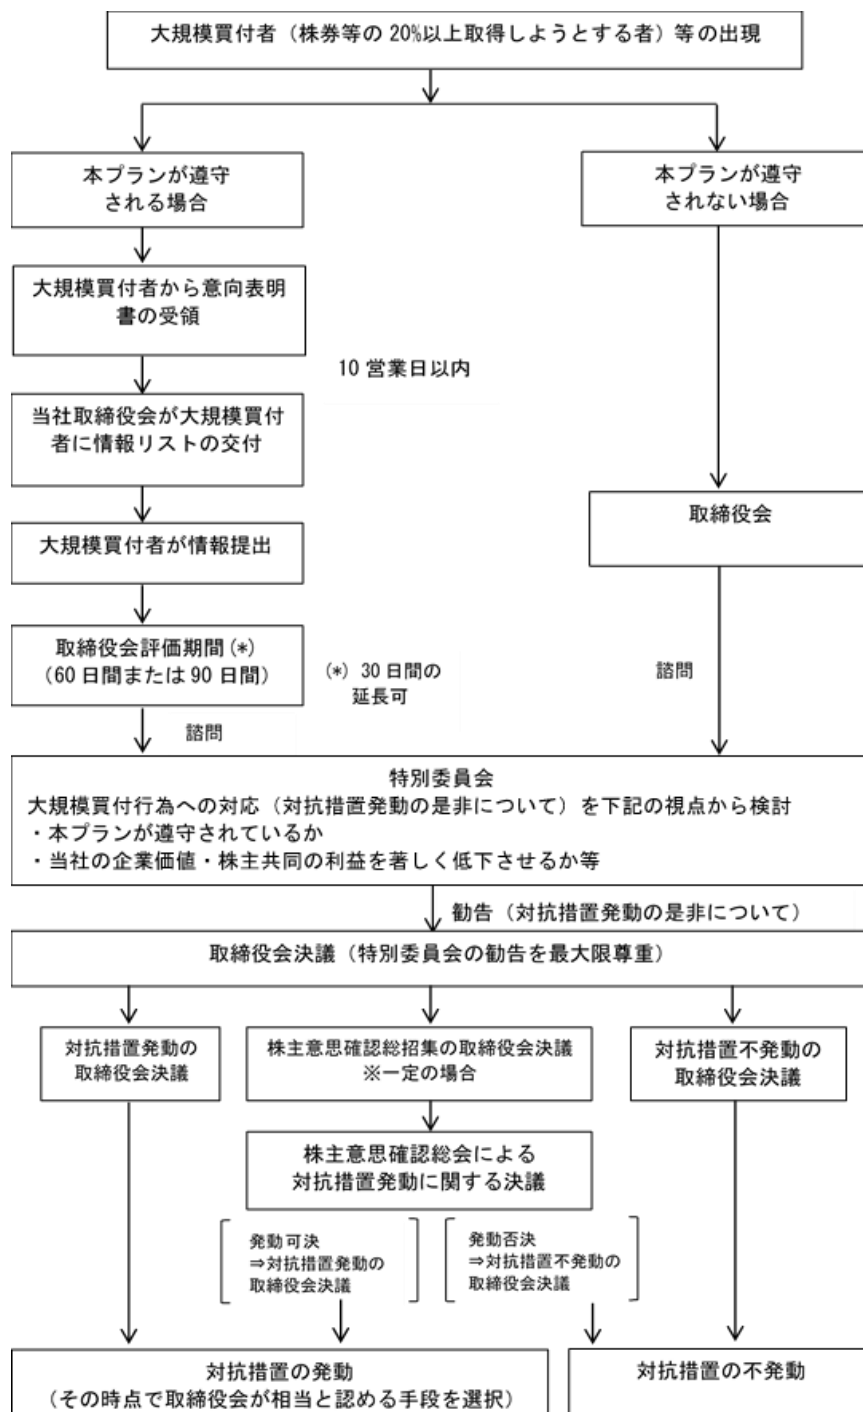 大規模買付者（株券等の 20%以上取得しようとする者）等の出現
本プランが遵守
される場合
本プランが遵守
されない場合
大規模買付者から意向表明
書の受領
10 営業日以内
当社取締役会が大規模買付
者に情報リストの交付
取締役会
大規模買付者が情報提出
取締役会評価期間(*)
（60 日間または 90 日間）
(*) 30 日間の
延長可
諮問
諮問
特別委員会
大規模買付行為への対応（対抗措置発動の是非について）を下記の視点から検討
・本プランが遵守されているか
・当社の企業価値・株主共同の利益を著しく低下させるか等
勧告（対抗措置発動の是非について）
取締役会決議（特別委員会の勧告を最大限尊重）
対抗措置発動の
取締役会決議
株主意思確認総招集の取締役会決議
※一定の場合
対抗措置不発動の
取締役会決議
株主意思確認総会による
対抗措置発動に関する決議
発動可決
⇒対抗措置発動の
取締役会決議
発動否決
⇒対抗措置不発動の
取締役会決議
対抗措置の発動
（その時点で取締役会が相当と認める手段を選択）
対抗措置の不発動